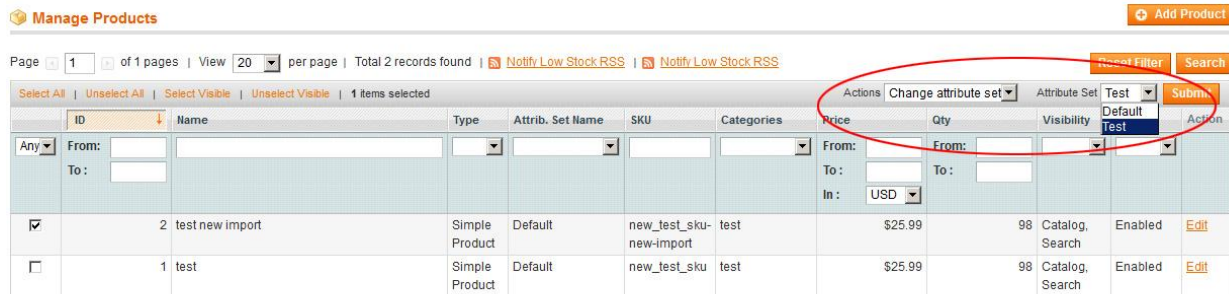 Manage Products
Add Product
Page 1 of 1 pages | View 20 per page | Total 2 records found | Notify Low Stock RSS | Notify Low Stock RSS
Reset Filter Search
Select All | Unselect All | Select Visible | Unselect Visible | 1 items selected
Actions Change attribute set Attribute Set Test Submit
Default
Test
ID Name Type Attrib. Set Name SKU Categories Price Qty Visibility Action
Any From: From: From:
To : To : To :
In : USD
2 test new import Simple Product Default new_test_sku-new-import test $25.99 98 Catalog, Search Enabled Edit
1 test Simple Product Default new_test_sku test $25.99 98 Catalog, Search Enabled Edit